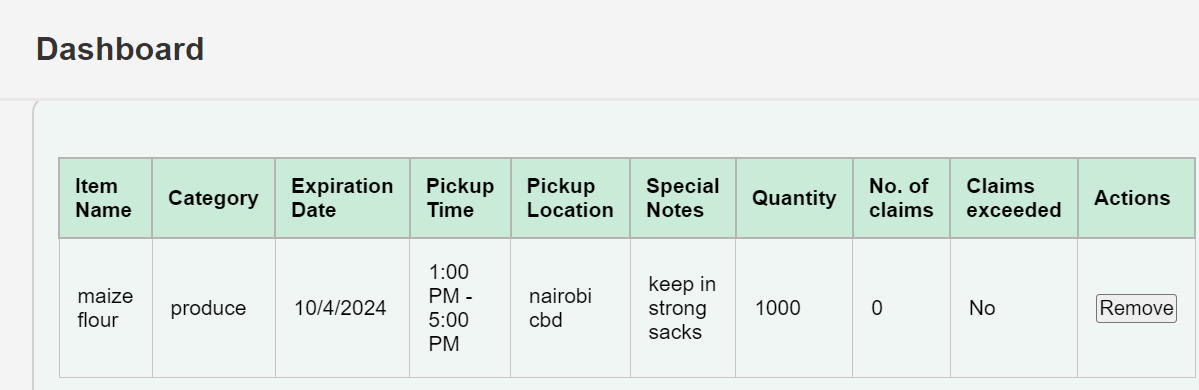 Dashboard
Item Name
Category
Expiration Date
Pickup Time
Pickup Location
Special Notes
Quantity
No. of claims
Claims exceeded
Actions
maize flour
produce
10/4/2024
1:00 PM - 5:00 PM
nairobi cbd
keep in strong sacks
1000
0
No
Remove